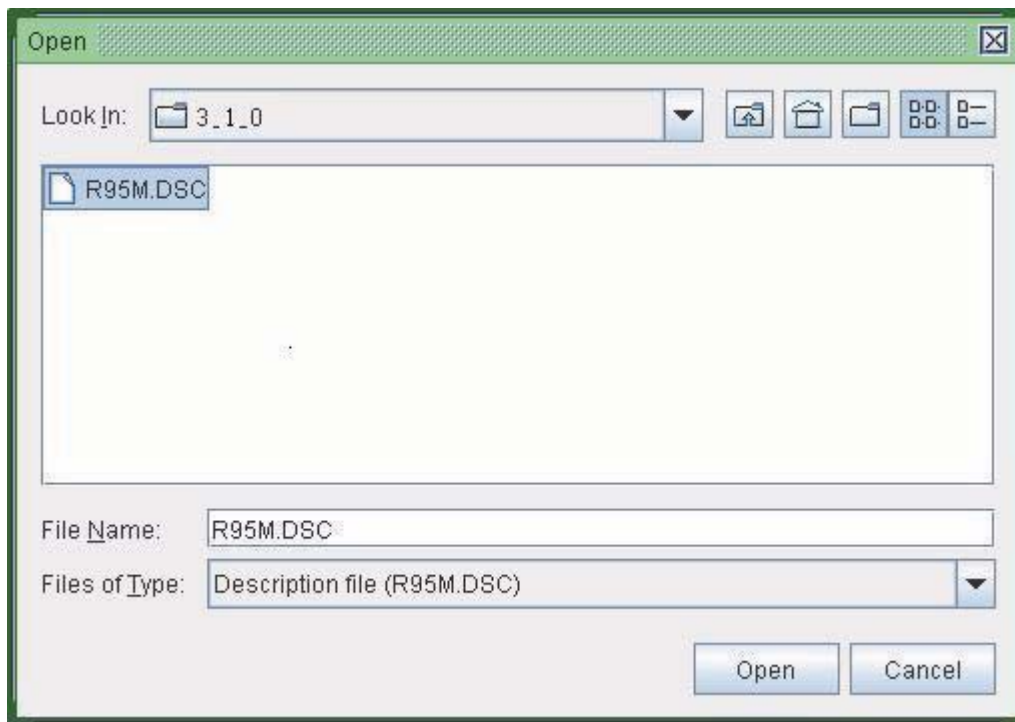 Open
Look In: 3_1_0
R95M.DSC
File Name: R95M.DSC
Files of Type: Description file (R95M.DSC)
Open Cancel